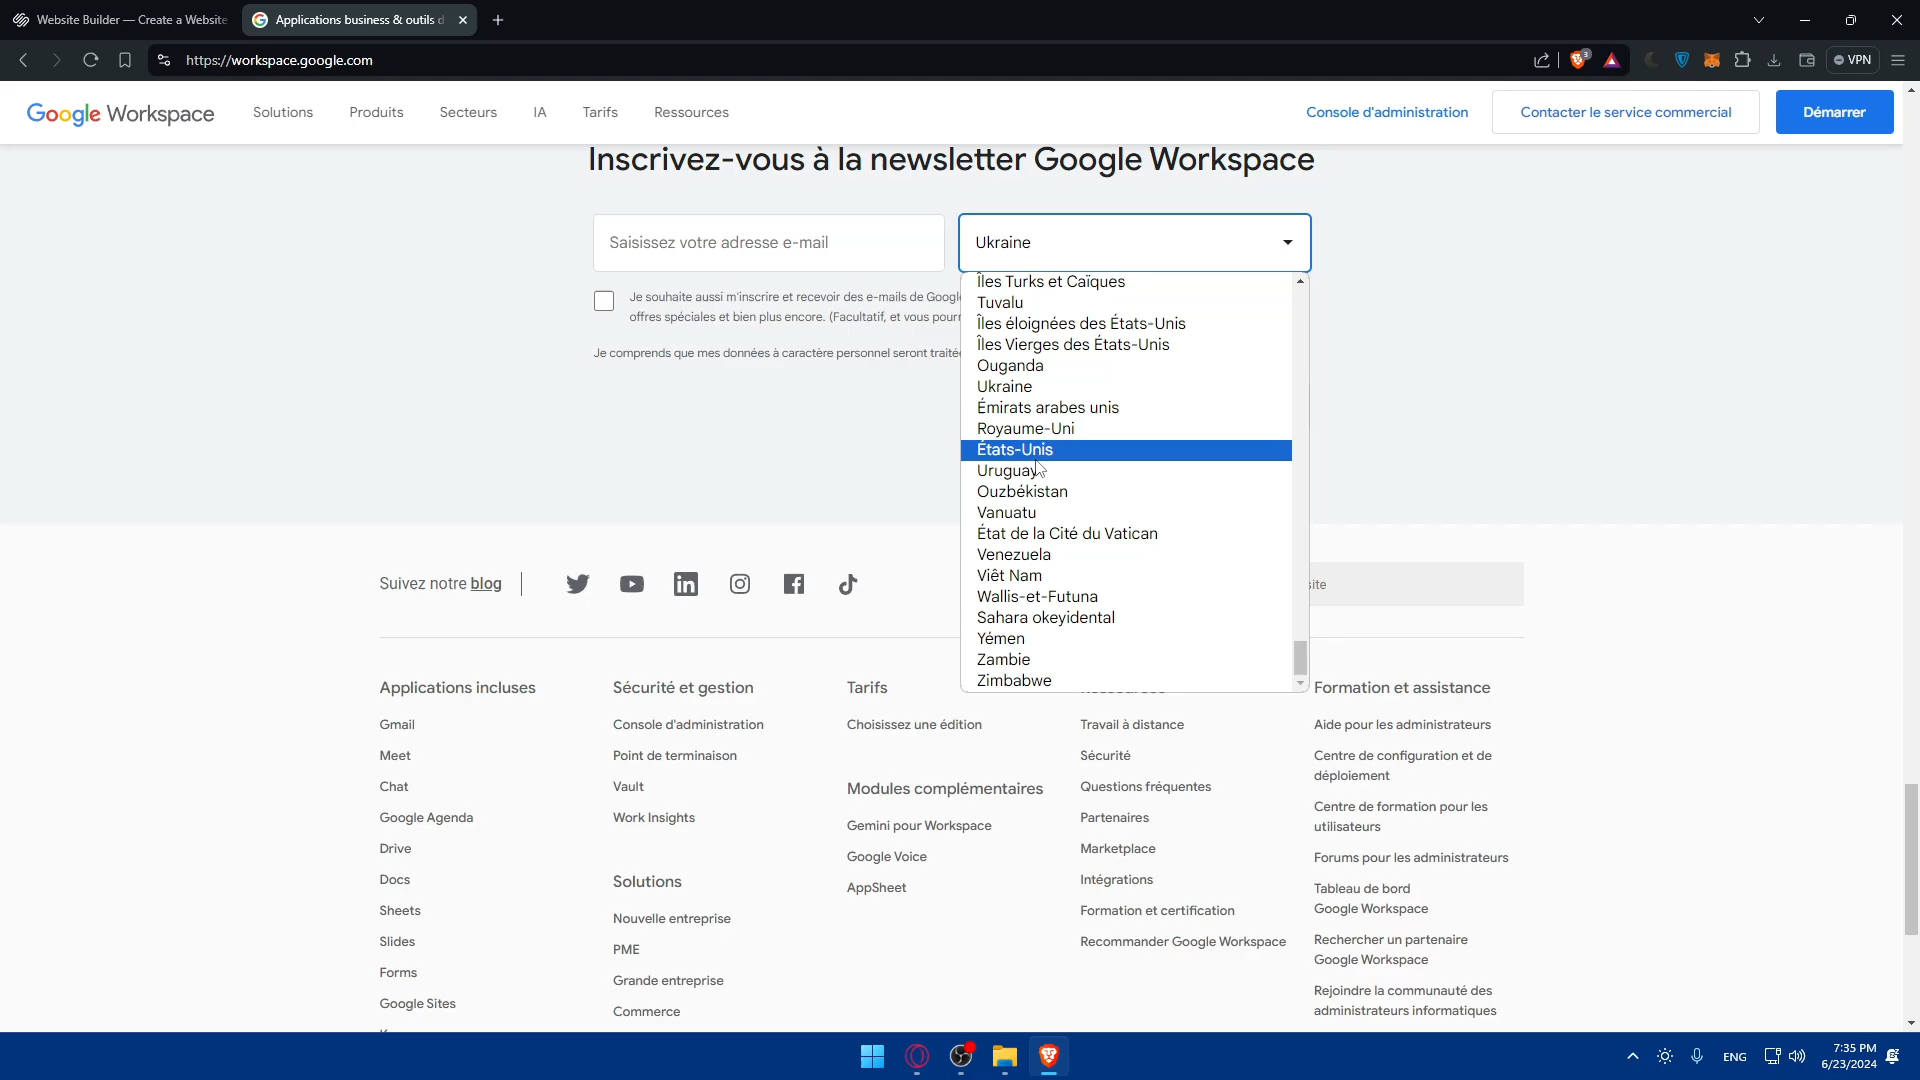 Website Builder — Create a Website
Applications business & outils d
https://workspace.google.com
3
VPN
Google Workspace
Solutions
Produits
Secteurs
IA
Tarifs
Ressources
Console d'administration
Contacter le service commercial
Démarrer
Inscrivez-vous à la newsletter Google Workspace
Saisissez votre adresse e-mail
Ukraine
Je souhaite aussi m'inscrire et recevoir des e-mails de Googl
offres spéciales et bien plus encore. (Facultatif, et vous pourr
Je comprends que mes données à caractère personnel seront traitée
Îles Turks et Caïques
Tuvalu
Îles éloignées des États-Unis
Îles Vierges des États-Unis
Ouganda
Ukraine
Émirats arabes unis
Royaume-Uni
États-Unis
Uruguay
Ouzbékistan
Vanuatu
État de la Cité du Vatican
Venezuela
Viêt Nam
Wallis-et-Futuna
Sahara okeyidental
Yémen
Zambie
Zimbabwe
Suivez notre blog
site
Applications incluses
Gmail
Meet
Chat
Google Agenda
Drive
Docs
Sheets
Slides
Forms
Google Sites
Sécurité et gestion
Console d'administration
Point de terminaison
Vault
Work Insights
Solutions
Nouvelle entreprise
PME
Grande entreprise
Commerce
Tarifs
Choisissez une édition
Modules complémentaires
Gemini pour Workspace
Google Voice
AppSheet
Travail à distance
Sécurité
Questions fréquentes
Partenaires
Marketplace
Intégrations
Formation et certification
Recommander Google Workspace
Formation et assistance
Aide pour les administrateurs
Centre de configuration et de
déploiement
Centre de formation pour les
utilisateurs
Forums pour les administrateurs
Tableau de bord
Google Workspace
Rechercher un partenaire
Google Workspace
Rejoindre la communauté des
administrateurs informatiques
ENG
7:35 PM
6/23/2024